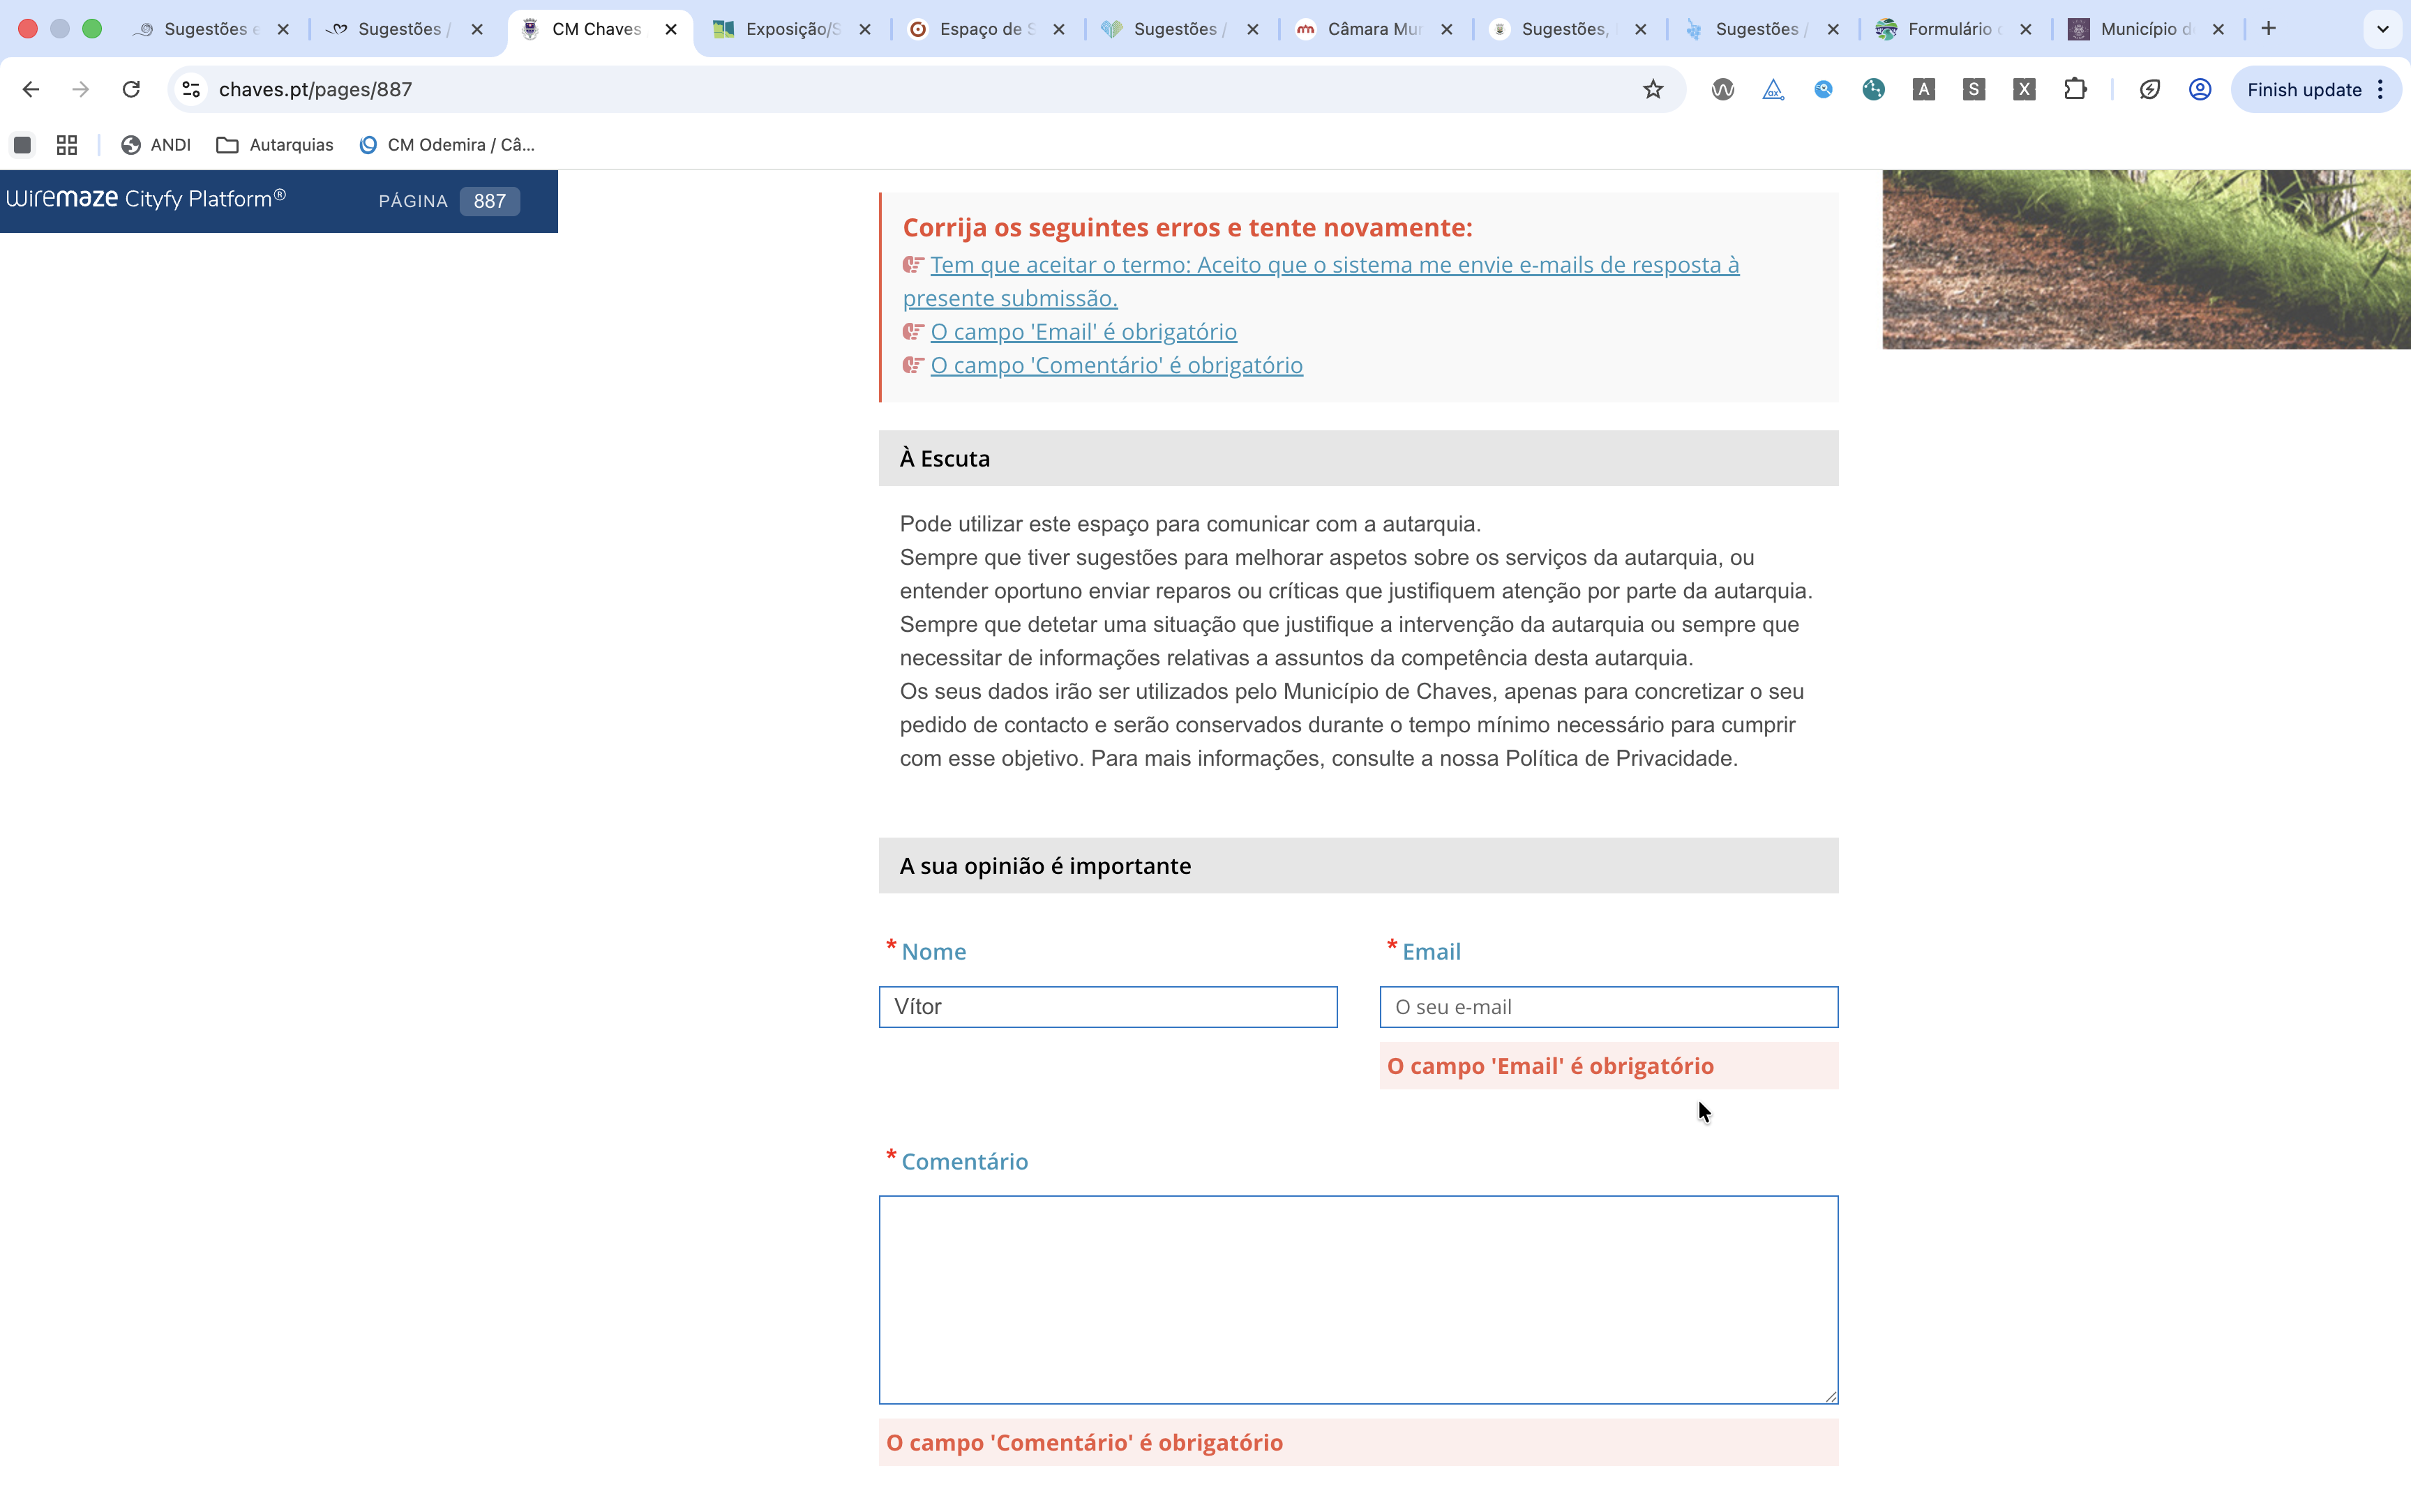 Sugestões e
Sugestões /
CM Chaves
Exposição/S
Espaço de S
Sugestões /
Câmara Mun
Sugestões,
Sugestões /
Formulário
Município d
chaves.pt/pages/887
A
S
X
Finish update
ANDI
Autarquias
CM Odemira / Câ...
wiremaze Cityfy Platform®
PÁGINA 887
Corrija os seguintes erros e tente novamente:
Tem que aceitar o termo: Aceito que o sistema me envie e-mails de resposta à
presente submissão.
O campo 'Email' é obrigatório
O campo 'Comentário' é obrigatório
À Escuta
Pode utilizar este espaço para comunicar com a autarquia.
Sempre que tiver sugestões para melhorar aspetos sobre os serviços da autarquia, ou
entender oportuno enviar reparos ou críticas que justifiquem atenção por parte da autarquia.
Sempre que detetar uma situação que justifique a intervenção da autarquia ou sempre que
necessitar de informações relativas a assuntos da competência desta autarquia.
Os seus dados irão ser utilizados pelo Município de Chaves, apenas para concretizar o seu
pedido de contacto e serão conservados durante o tempo mínimo necessário para cumprir
com esse objetivo. Para mais informações, consulte a nossa Política de Privacidade.
A sua opinião é importante
* Nome
* Email
Vítor
O seu e-mail
O campo 'Email' é obrigatório
* Comentário
O campo 'Comentário' é obrigatório